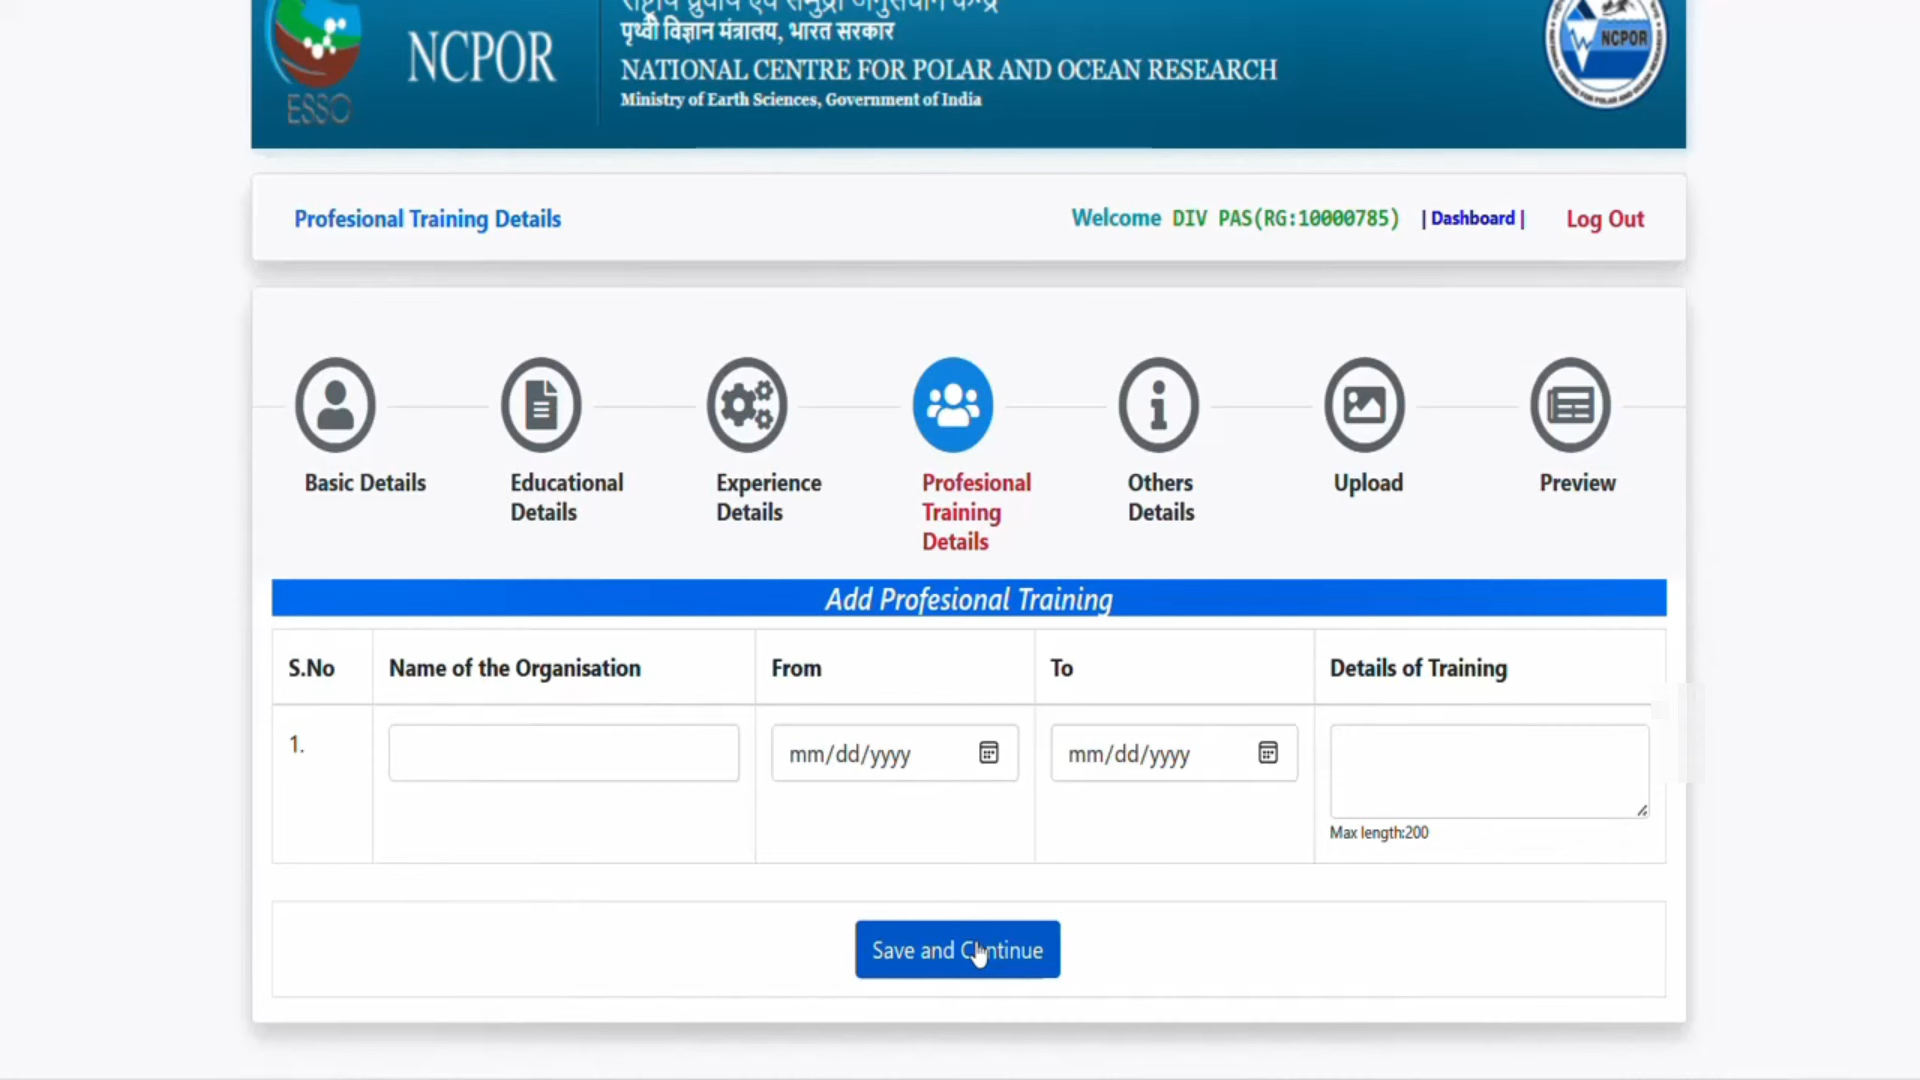 राष्ट्रीय ध्रुवीय एवं समुद्री अनुसंधान केन्द्र
पृथ्वी विज्ञान मंत्रालय, भारत सरकार
NCPOR
NATIONAL CENTRE FOR POLAR AND OCEAN RESEARCH
Ministry of Earth Sciences, Government of India
ESSO
NCPOR
Profesional Training Details
Welcome DIV PAS(RG:10000785) | Dashboard | Log Out
Basic Details
Educational
Details
Experience
Details
Profesional
Training
Details
Others
Details
Upload
Preview
Add Profesional Training
S.No Name of the Organisation From To Details of Training
1. mm/dd/yyyy mm/dd/yyyy
Max length:200
Save and Continue